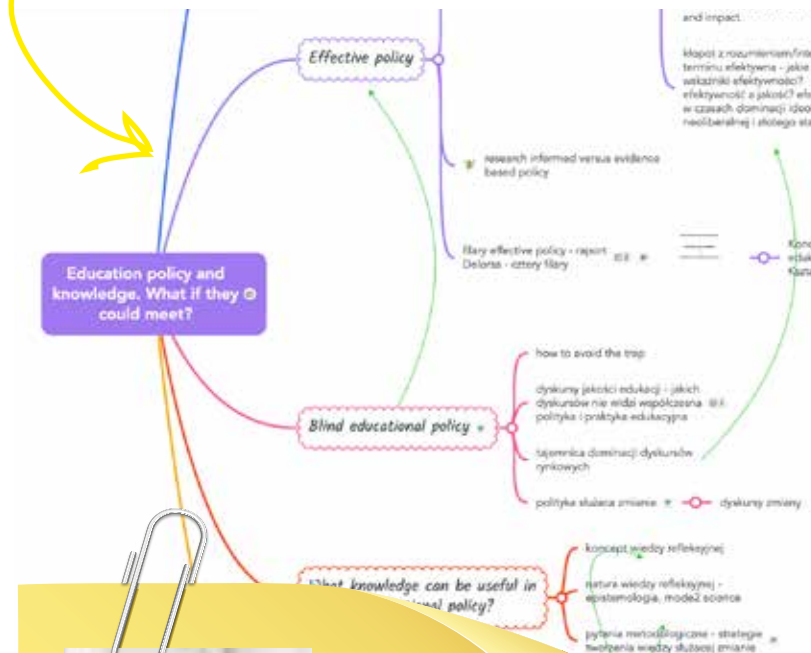 and impact.
kłopot z rozumieniem/inte
terminu efektywna - jakie
wskaźniki efektywności?
efektywność a jakość? efe
w czasach dominacji ideo
neoliberalnej i złotego sta
Effective policy
research informed versus evidence
based policy
filary effective policy - raport
Delorsa - cztery filary
Konc
eduk
Education policy and
knowledge. What if they
could meet?
how to avoid the trap
dyskursy jakości edukacji - jakich
dyskursów nie widzi współczesna
polityka i praktyka edukacyjna
Blind educational policy
tajemnica dominacji dyskursów
rynkowych
polityka służąca zmianie
dyskursy zmiany
koncept wiedzy refleksyjnej
What knowledge can be useful in
policy?
natura wiedzy refleksyjnej -
epistemologia, mode2 science
pytania metodologiczne - strategie
tworzenia wiedzy służącej zmianie